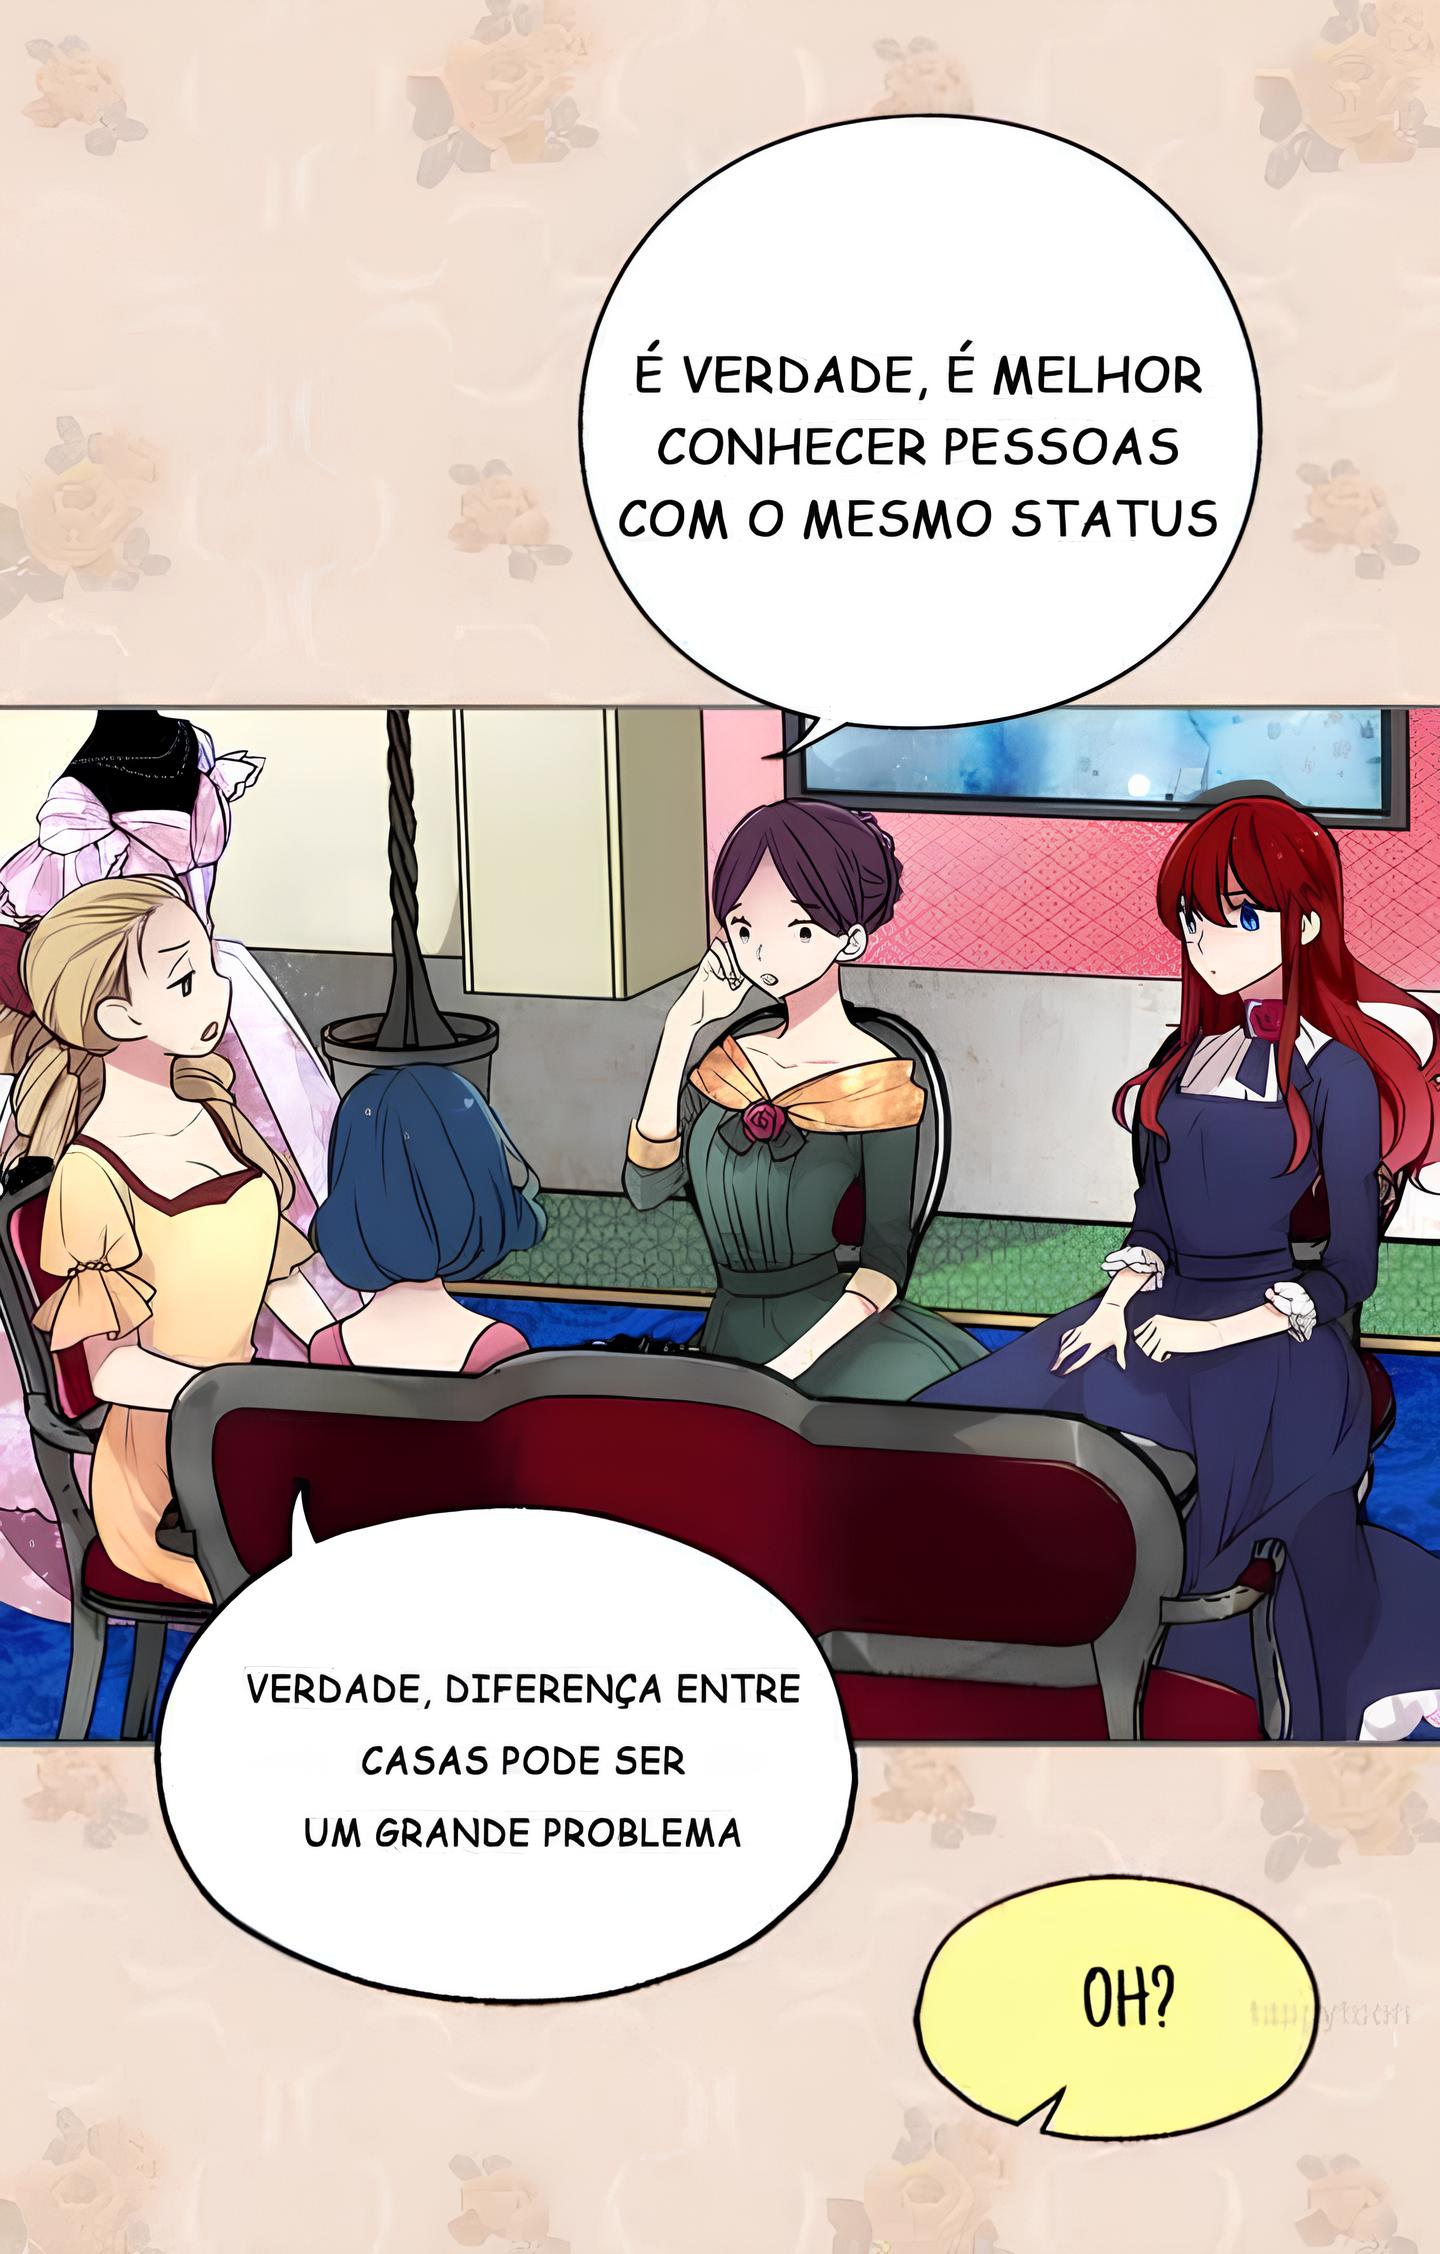 É VERDADE, É MELHOR
CONHECER PESSOAS
COM O MESMO STATUS
VERDADE, DIFERENÇA ENTRE
CASAS PODE SER
UM GRANDE PROBLEMA
OH?